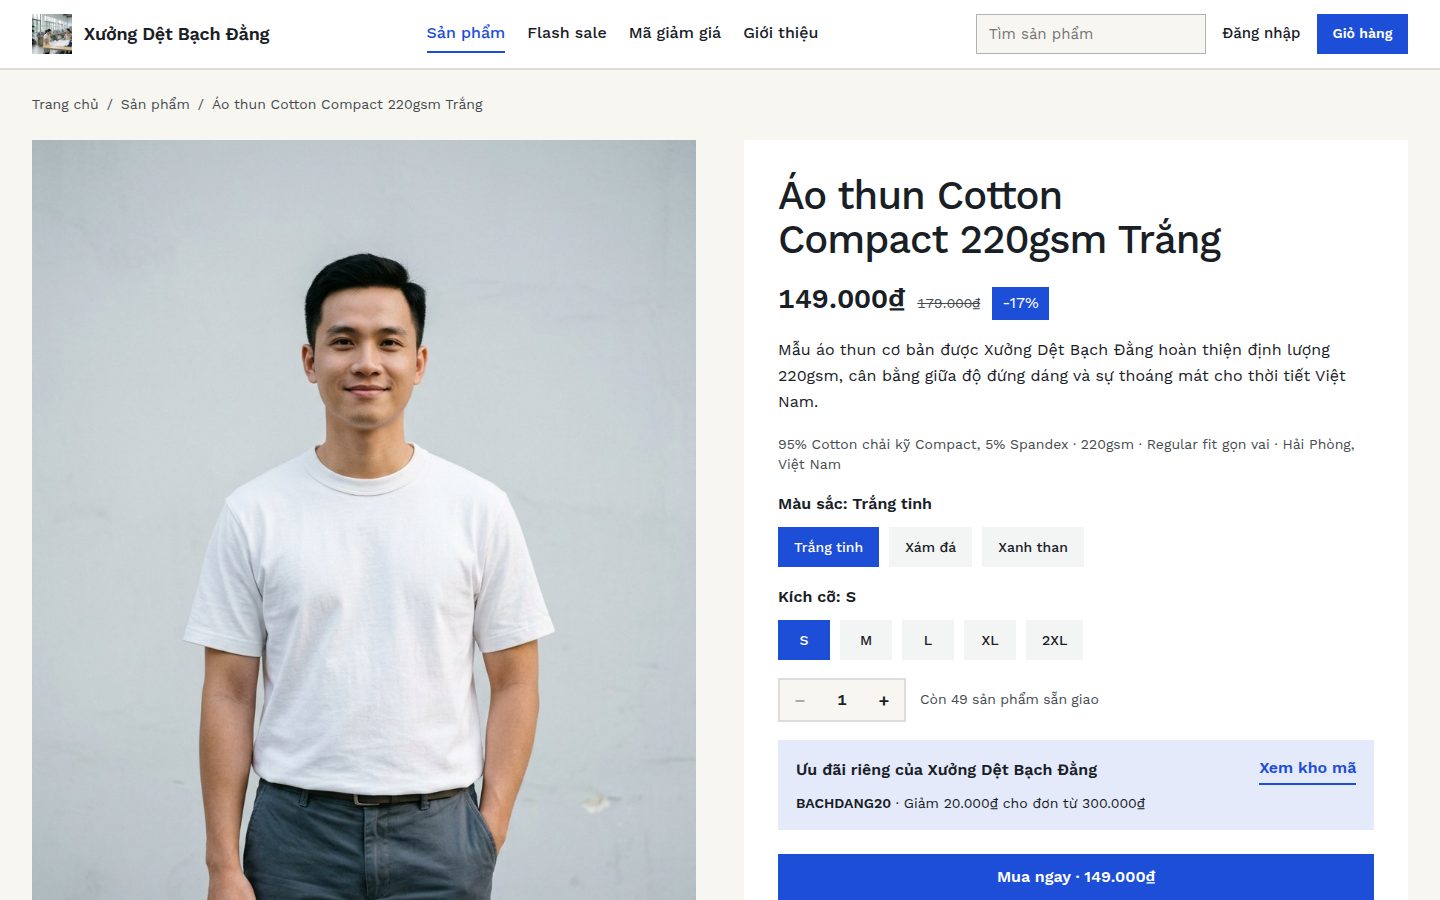 Xưởng Dệt Bạch Đằng
Sản phẩm Flash sale Mã giảm giá Giới thiệu
Tìm sản phẩm
Đăng nhập
Giỏ hàng
Trang chủ / Sản phẩm / Áo thun Cotton Compact 220gsm Trắng
Áo thun Cotton
Compact 220gsm Trắng
149.000₫ 179.000₫ -17%
Mẫu áo thun cơ bản được Xưởng Dệt Bạch Đằng hoàn thiện định lượng
220gsm, cân bằng giữa độ đứng dáng và sự thoáng mát cho thời tiết Việt
Nam.
95% Cotton chải kỹ Compact, 5% Spandex · 220gsm · Regular fit gọn vai · Hải Phòng,
Việt Nam
Màu sắc: Trắng tinh
Trắng tinh Xám đá Xanh than
Kích cỡ: S
S M L XL 2XL
− 1 + Còn 49 sản phẩm sẵn giao
Ưu đãi riêng của Xưởng Dệt Bạch Đằng Xem kho mã
BACHDANG20 · Giảm 20.000₫ cho đơn từ 300.000₫
Mua ngay · 149.000₫